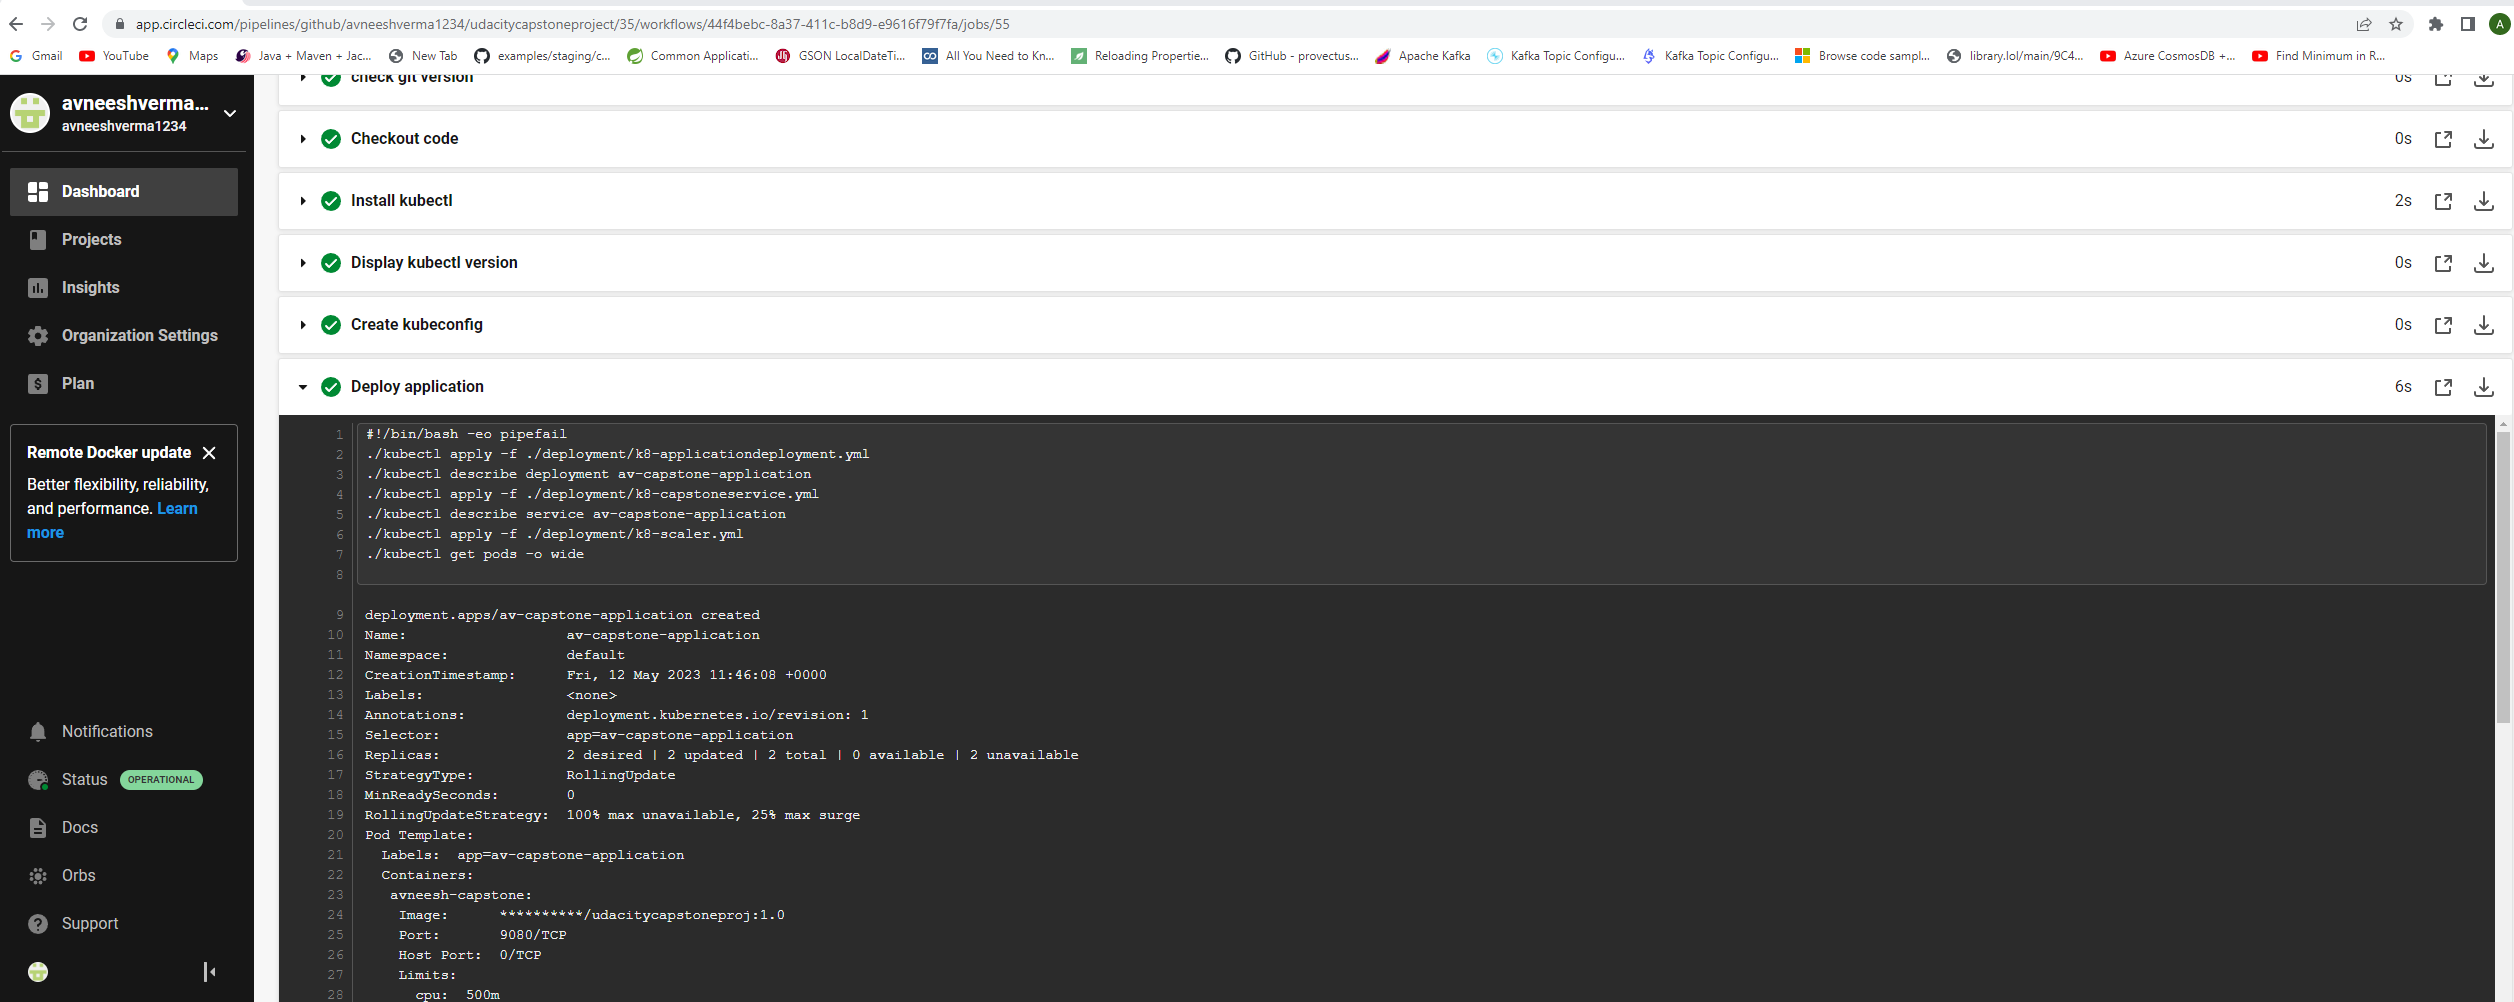 app.circleci.com/pipelines/github/avneeshverma1234/udacitycapstoneproject/35/workflows/44f4bebc-8a37-411c-b8d9-e9616f79f7fa/jobs/55
A
Gmail
YouTube
Maps
Java + Maven + Jac...
New Tab
examples/staging/c...
Common Applicati...
GSON LocalDateTi...
All You Need to Kn...
Reloading Propertie...
GitHub - provectus...
Apache Kafka
Kafka Topic Configu...
Kafka Topic Configu...
Browse code sampl...
library.lol/main/9C4...
Azure CosmosDB +...
Find Minimum in R...
avneeshverma...
avneeshverma1234
Dashboard
Projects
Insights
Organization Settings
Plan
Remote Docker update
Better flexibility, reliability,
and performance. Learn
more
Notifications
Status OPERATIONAL
Docs
Orbs
Support
check git version 0s
Checkout code 0s
Install kubectl 2s
Display kubectl version 0s
Create kubeconfig 0s
Deploy application 6s
1 #!/bin/bash -eo pipefail
2 ./kubectl apply -f ./deployment/k8-applicationdeployment.yml
3 ./kubectl describe deployment av-capstone-application
4 ./kubectl apply -f ./deployment/k8-capstoneservice.yml
5 ./kubectl describe service av-capstone-application
6 ./kubectl apply -f ./deployment/k8-scaler.yml
7 ./kubectl get pods -o wide
8
9 deployment.apps/av-capstone-application created
10 Name: av-capstone-application
11 Namespace: default
12 CreationTimestamp: Fri, 12 May 2023 11:46:08 +0000
13 Labels: <none>
14 Annotations: deployment.kubernetes.io/revision: 1
15 Selector: app=av-capstone-application
16 Replicas: 2 desired | 2 updated | 2 total | 0 available | 2 unavailable
17 StrategyType: RollingUpdate
18 MinReadySeconds: 0
19 RollingUpdateStrategy: 100% max unavailable, 25% max surge
20 Pod Template:
21 Labels: app=av-capstone-application
22 Containers:
23 avneesh-capstone:
24 Image: **********/udacitycapstoneproj:1.0
25 Port: 9080/TCP
26 Host Port: 0/TCP
27 Limits:
28 cpu: 500m